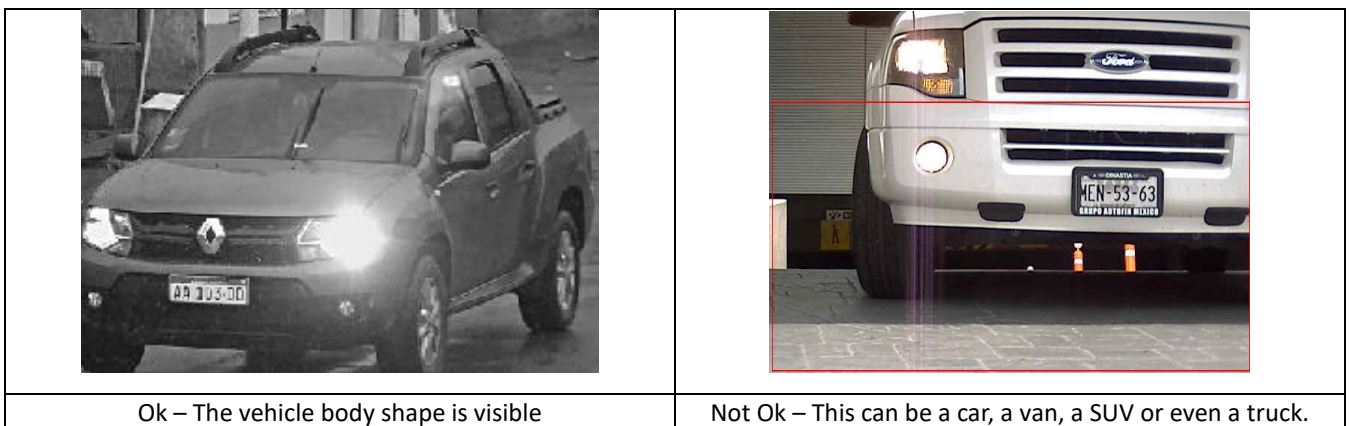 AA 103 DD
Ford
DINASTIA
MEN-53-63
GRUPO AUTOFIN MEXICO
Ok – The vehicle body shape is visible
Not Ok – This can be a car, a van, a SUV or even a truck.